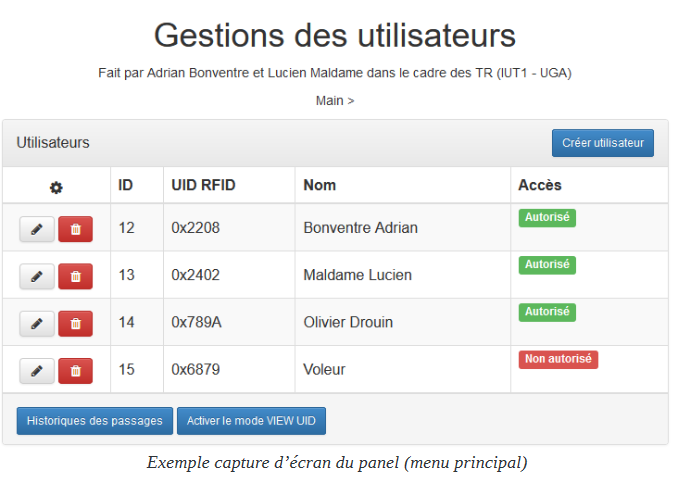 Gestions des utilisateurs
Fait par Adrian Bonventre et Lucien Maldame dans le cadre des TR (IUT1 - UGA)
Main >
Utilisateurs Créer utilisateur
ID UID RFID Nom Accès
12 0x2208 Bonventre Adrian Autorisé
13 0x2402 Maldame Lucien Autorisé
14 0x789A Olivier Drouin Autorisé
15 0x6879 Voleur Non autorisé
Historiques des passages Activer le mode VIEW UID
Exemple capture d’écran du panel (menu principal)